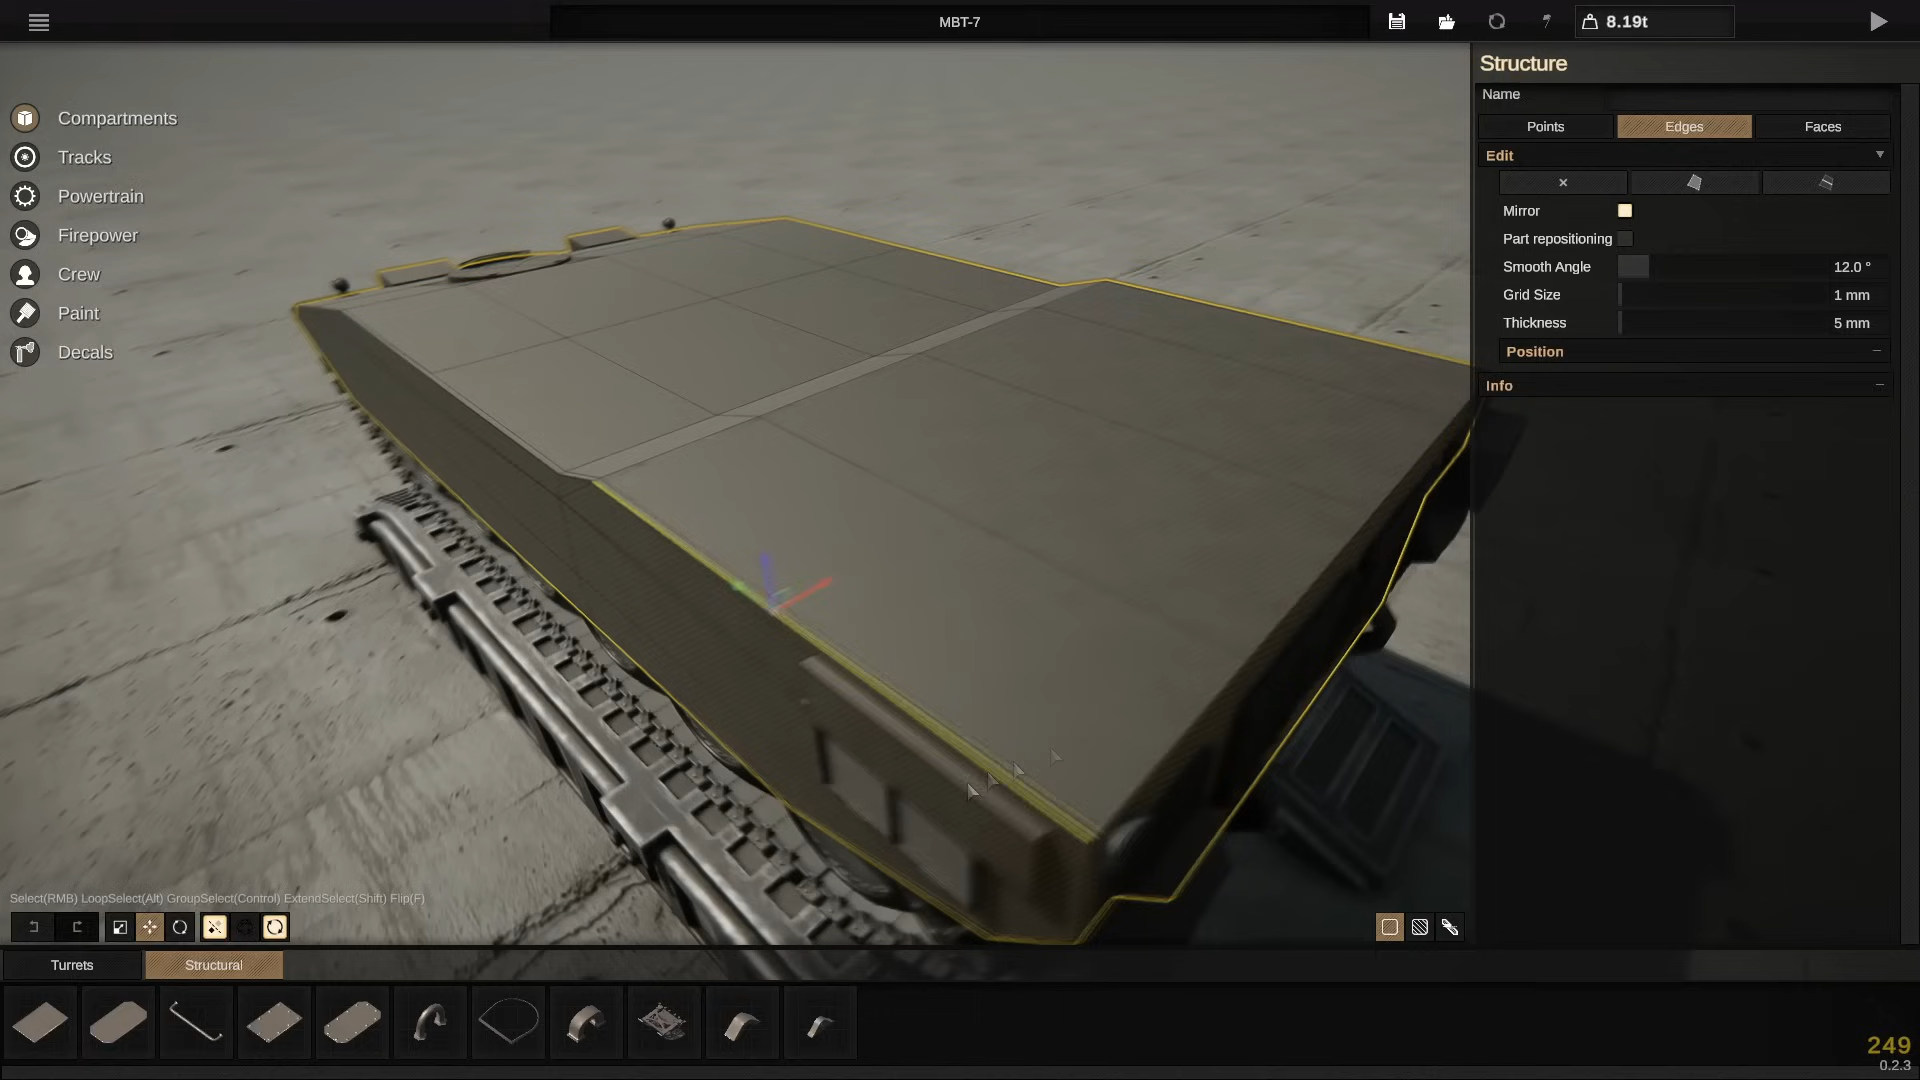 MBT-7
8.19t
Compartments
Tracks
Powertrain
Firepower
Crew
Paint
Decals
Structure
Name
Points Edges Faces
Edit
Mirror
Part repositioning
Smooth Angle 12.0 °
Grid Size 1 mm
Thickness 5 mm
Position
Info
Select(RMB) LoopSelect(Alt) GroupSelect(Control) ExtendSelect(Shift) Flip(F)
Turrets Structural
249
0.2.3